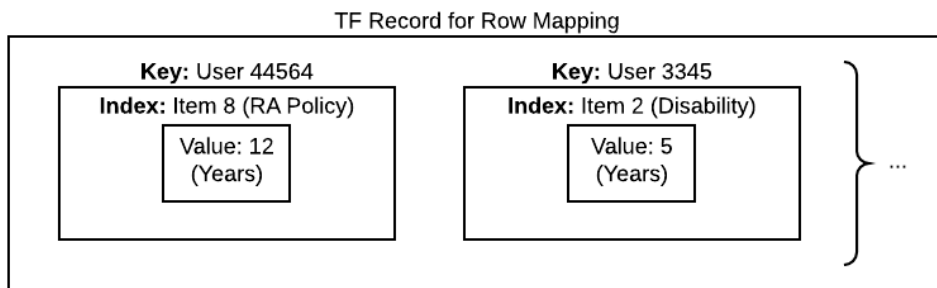 TF Record for Row Mapping
Key: User 44564
Index: Item 8 (RA Policy)
Value: 12
(Years)
Key: User 3345
Index: Item 2 (Disability)
Value: 5
(Years)
...